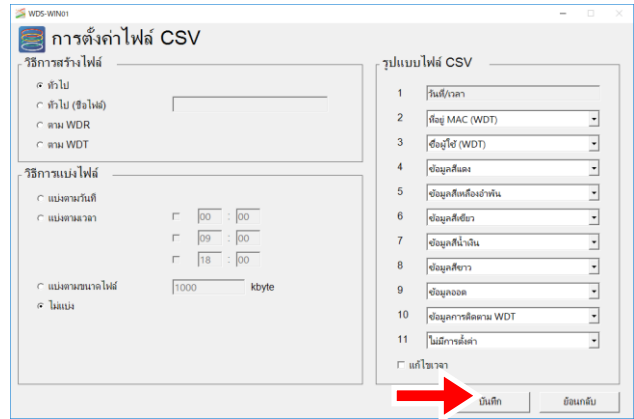 WDS-WIN01
การตั้งค่าไฟล์ CSV
วิธีการสร้างไฟล์
ทั่วไป
ทั่วไป (ชื่อไฟล์)
ตาม WDR
ตาม WDT
วิธีการแบ่งไฟล์
แบ่งตามวันที่
แบ่งตามเวลา
00 : 00
09 : 00
18 : 00
แบ่งตามขนาดไฟล์ 1000 kbyte
ไม่แบ่ง
รูปแบบไฟล์ CSV
1 วันที่/เวลา
2 ที่อยู่ MAC (WDT)
3 ชื่อผู้ใช้ (WDT)
4 ข้อมูลสีแดง
5 ข้อมูลสีเหลืองอำพัน
6 ข้อมูลสีเขียว
7 ข้อมูลสีน้ำเงิน
8 ข้อมูลสีขาว
9 ข้อมูลออด
10 ข้อมูลการติดตาม WDT
11 ไม่มีการตั้งค่า
แก้ไขเวลา
บันทึก
ย้อนกลับ